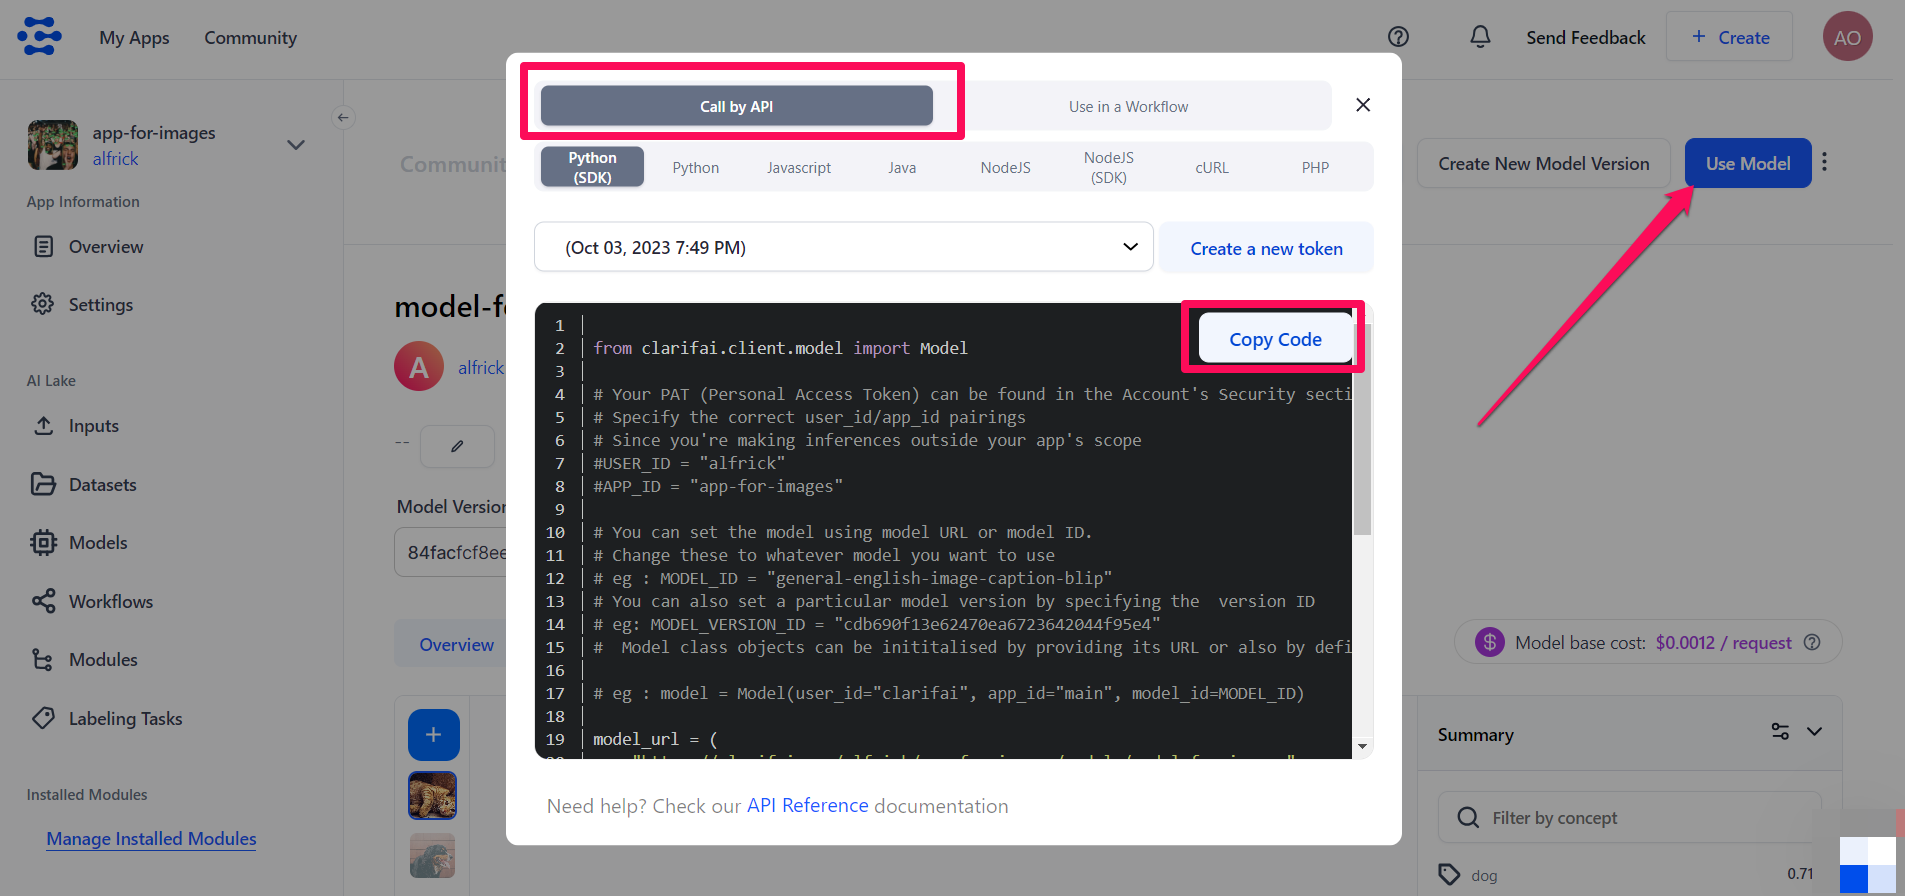 My Apps
Community
Send Feedback
+ Create
AO
app-for-images
alfrick
App Information
Overview
Settings
AI Lake
Inputs
Datasets
Models
Workflows
Modules
Labeling Tasks
Installed Modules
Manage Installed Modules
Communit
Create New Model Version
Use Model
model-f
A
alfrick
--
Model Version
84facfcf8ee
Overview
+
Call by API
Use in a Workflow
Python (SDK)
Python
Javascript
Java
NodeJS
NodeJS (SDK)
cURL
PHP
(Oct 03, 2023 7:49 PM)
Create a new token
Copy Code
1
2 from clarifai.client.model import Model
3
4 # Your PAT (Personal Access Token) can be found in the Account's Security secti
5 # Specify the correct user_id/app_id pairings
6 # Since you're making inferences outside your app's scope
7 #USER_ID = "alfrick"
8 #APP_ID = "app-for-images"
9
10 # You can set the model using model URL or model ID.
11 # Change these to whatever model you want to use
12 # eg : MODEL_ID = "general-english-image-caption-blip"
13 # You can also set a particular model version by specifying the  version ID
14 # eg: MODEL_VERSION_ID = "cdb690f13e62470ea6723642044f95e4"
15 #  Model class objects can be inititalised by providing its URL or also by defi
16
17 # eg : model = Model(user_id="clarifai", app_id="main", model_id=MODEL_ID)
18
19 model_url = (
Need help? Check our API Reference documentation
$ Model base cost: $0.0012 / request
Summary
Filter by concept
dog
0.71